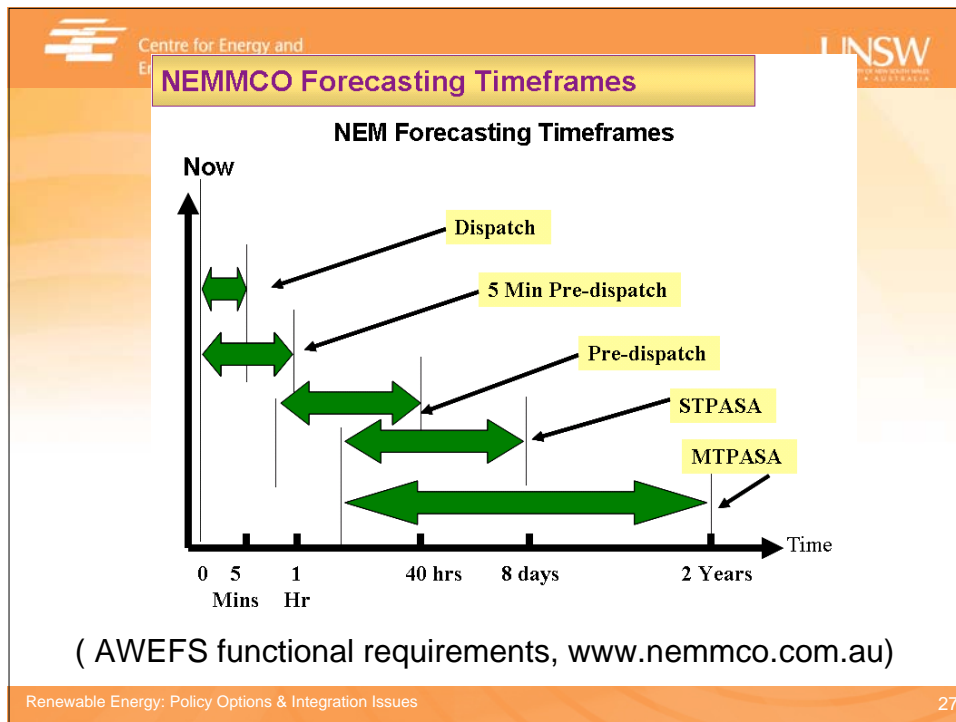 Centre for Energy and
UNSW
NEMMCO Forecasting Timeframes
NEM Forecasting Timeframes
Now
Dispatch
5 Min Pre-dispatch
Pre-dispatch
STPASA
MTPASA
Time
0 5 Mins 1 Hr 40 hrs 8 days 2 Years
( AWEFS functional requirements, www.nemmco.com.au)
Renewable Energy: Policy Options & Integration Issues
27